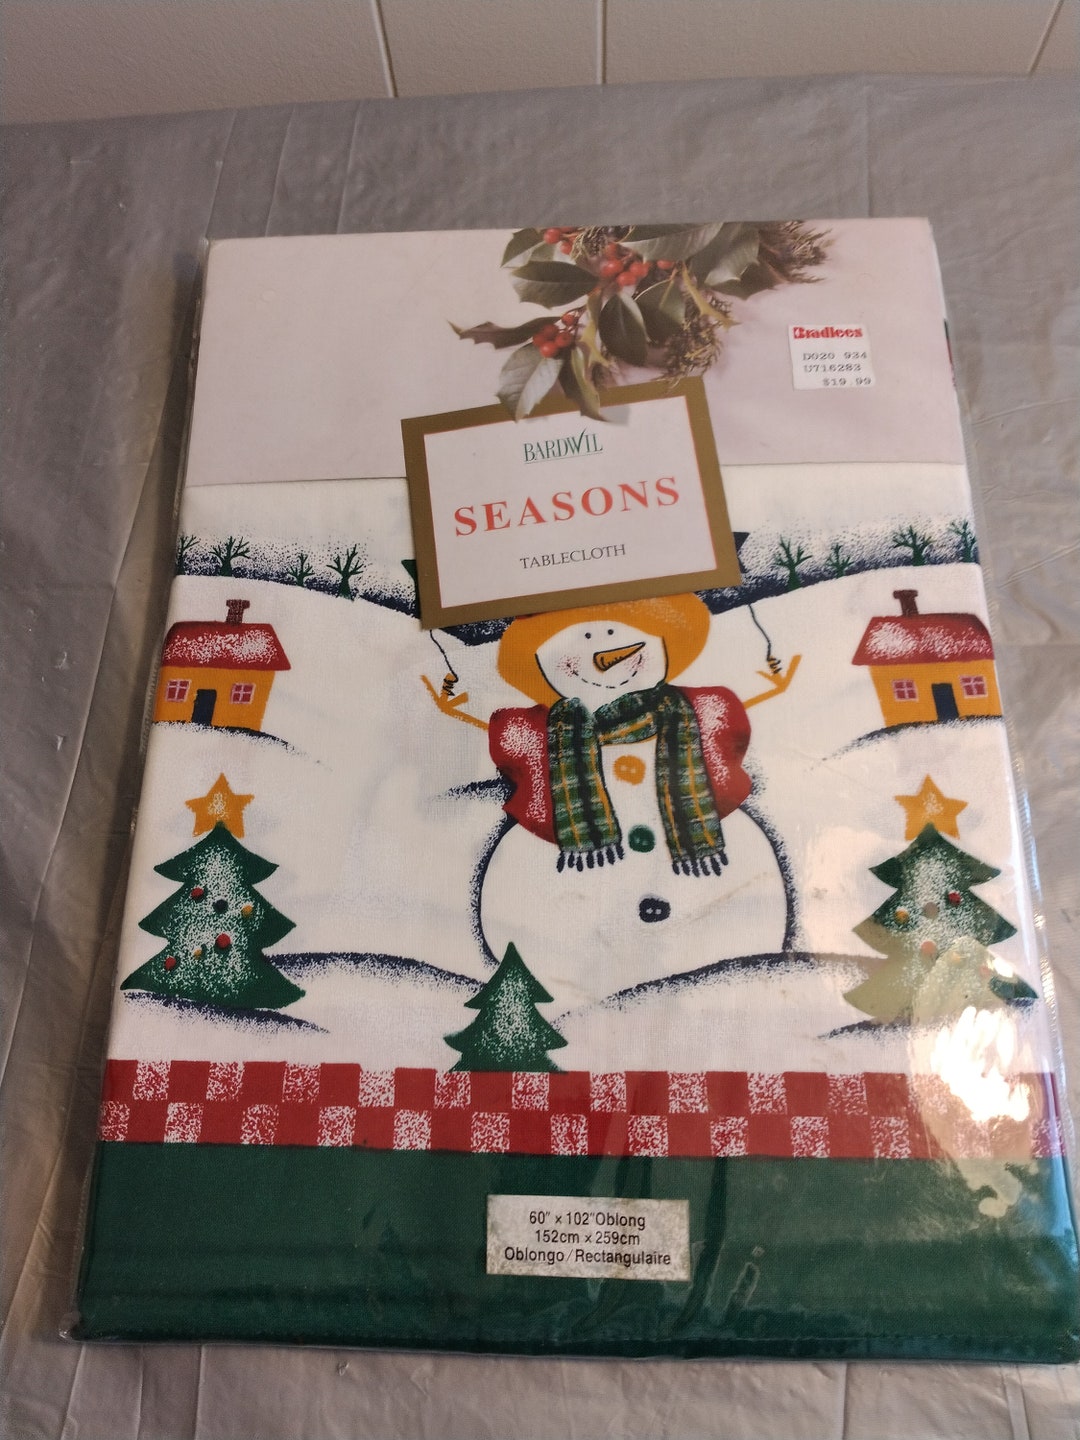 Bradlees
D020 934
U716283
$19.99
BARDWIL
SEASONS
TABLECLOTH
60" x 102"Oblong
152cm x 259cm
Oblongo/Rectangulaire